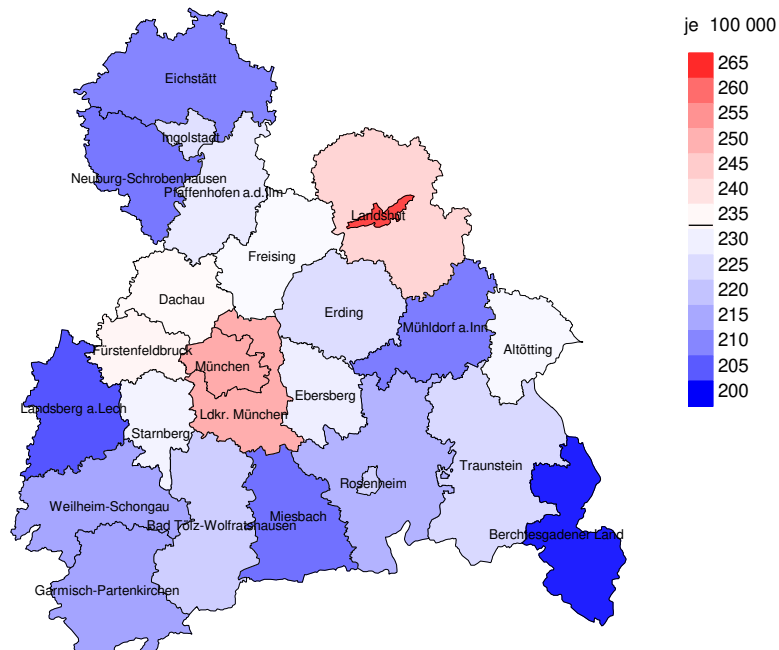 je 100 000
265
260
255
250
245
240
235
230
225
220
215
210
205
200
Eichstätt
Ingolstadt
Neuburg-Schrobenhausen
Pfaffenhofen a.d.Ilm
Landshut
Freising
Dachau
Erding
Mühldorf a.Inn
Altötting
Fürstenfeldbruck
München
Ebersberg
Landsberg a.Lech
Ldkr. München
Starnberg
Traunstein
Rosenheim
Weilheim-Schongau
Miesbach
Bad Tölz-Wolfratshausen
Berchtesgadener Land
Garmisch-Partenkirchen